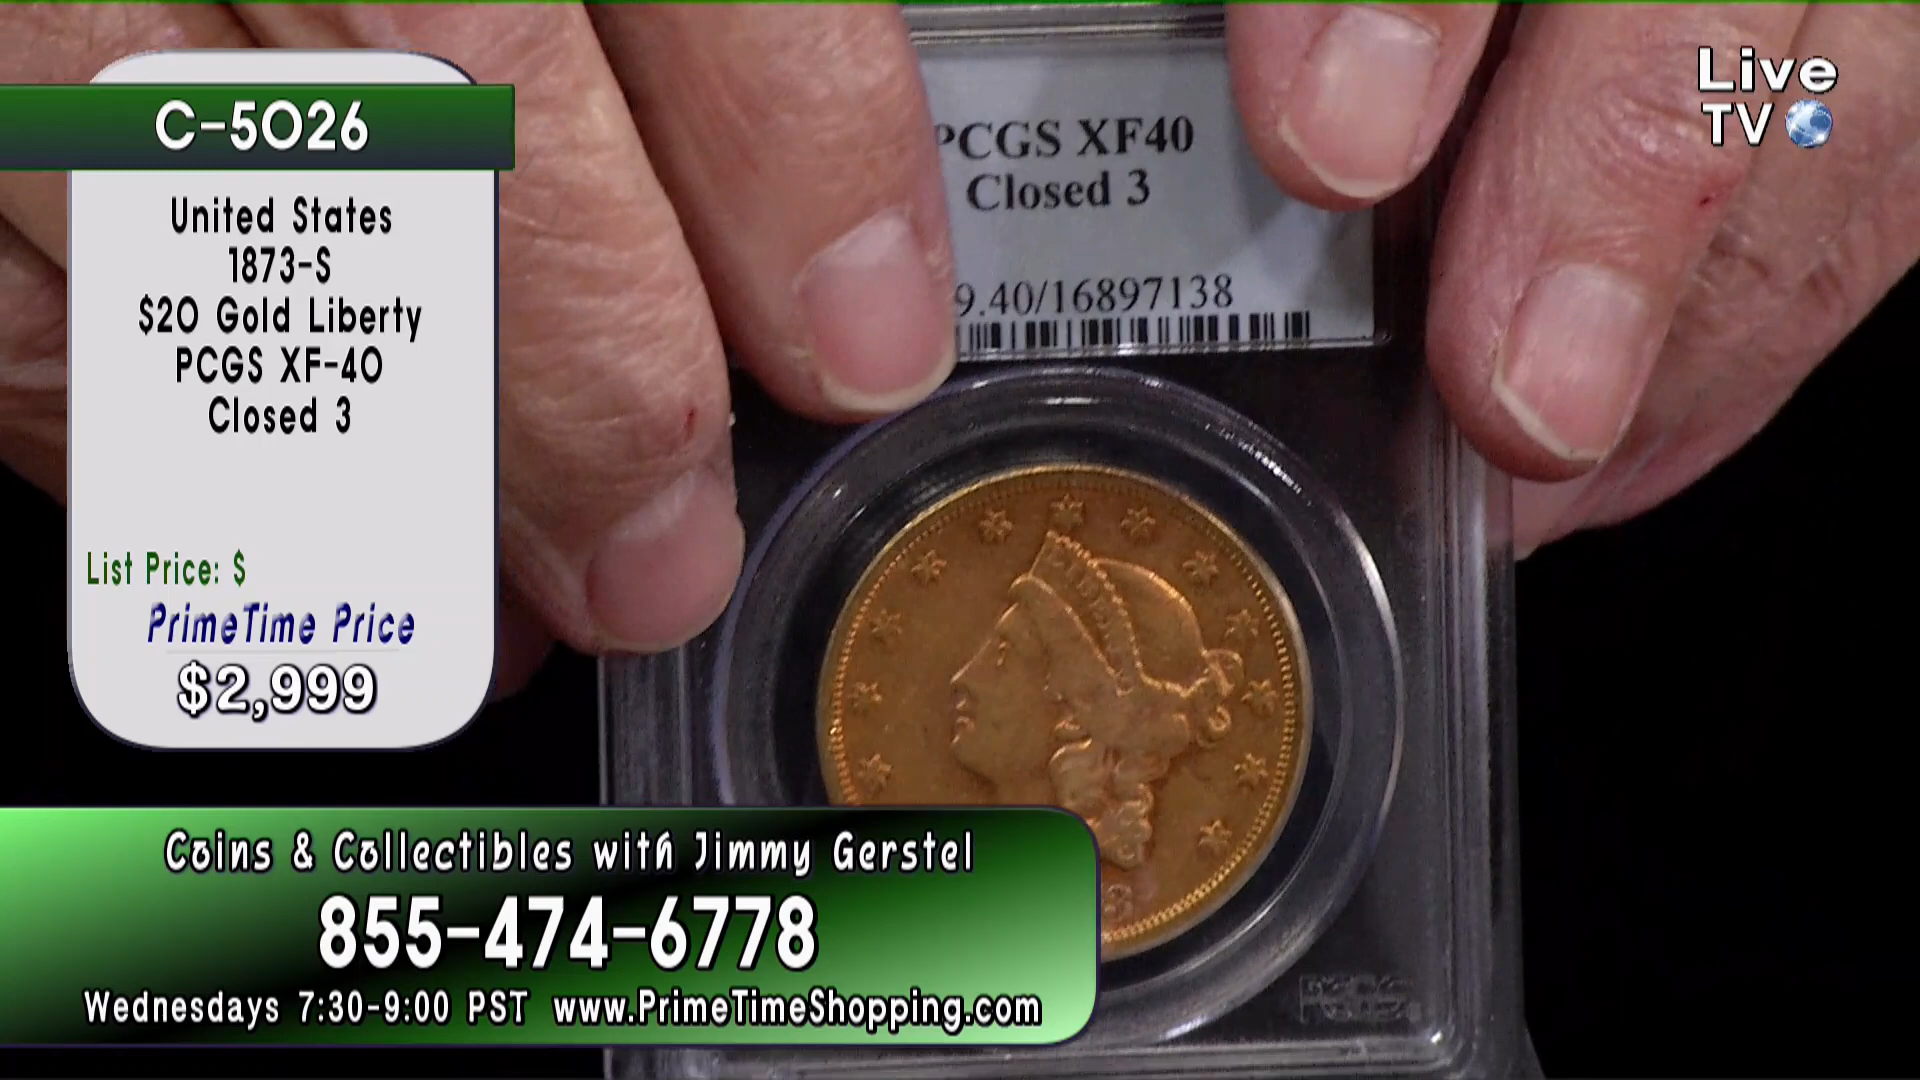 C-5026
United States
1873-S
$20 Gold Liberty
PCGS XF-40
Closed 3
List Price: $
PrimeTime Price
$2,999
Live
TV
PCGS XF40
Closed 3
9.40/16897138
LIBERTY
Coins & Collectibles with Jimmy Gerstel
855-474-6778
Wednesdays 7:30-9:00 PST www.PrimeTimeShopping.com
PCGS